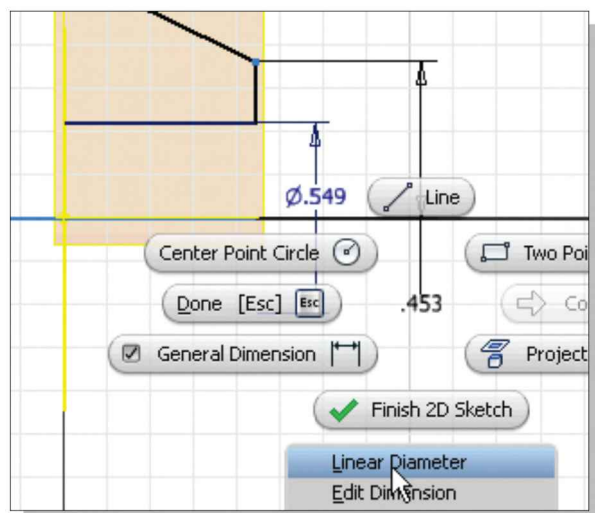 Ø.549
Line
Center Point Circle
Two Poi
Done [Esc] Esc
.453
Co
General Dimension
Project
Finish 2D Sketch
Linear Diameter
Edit Dimension